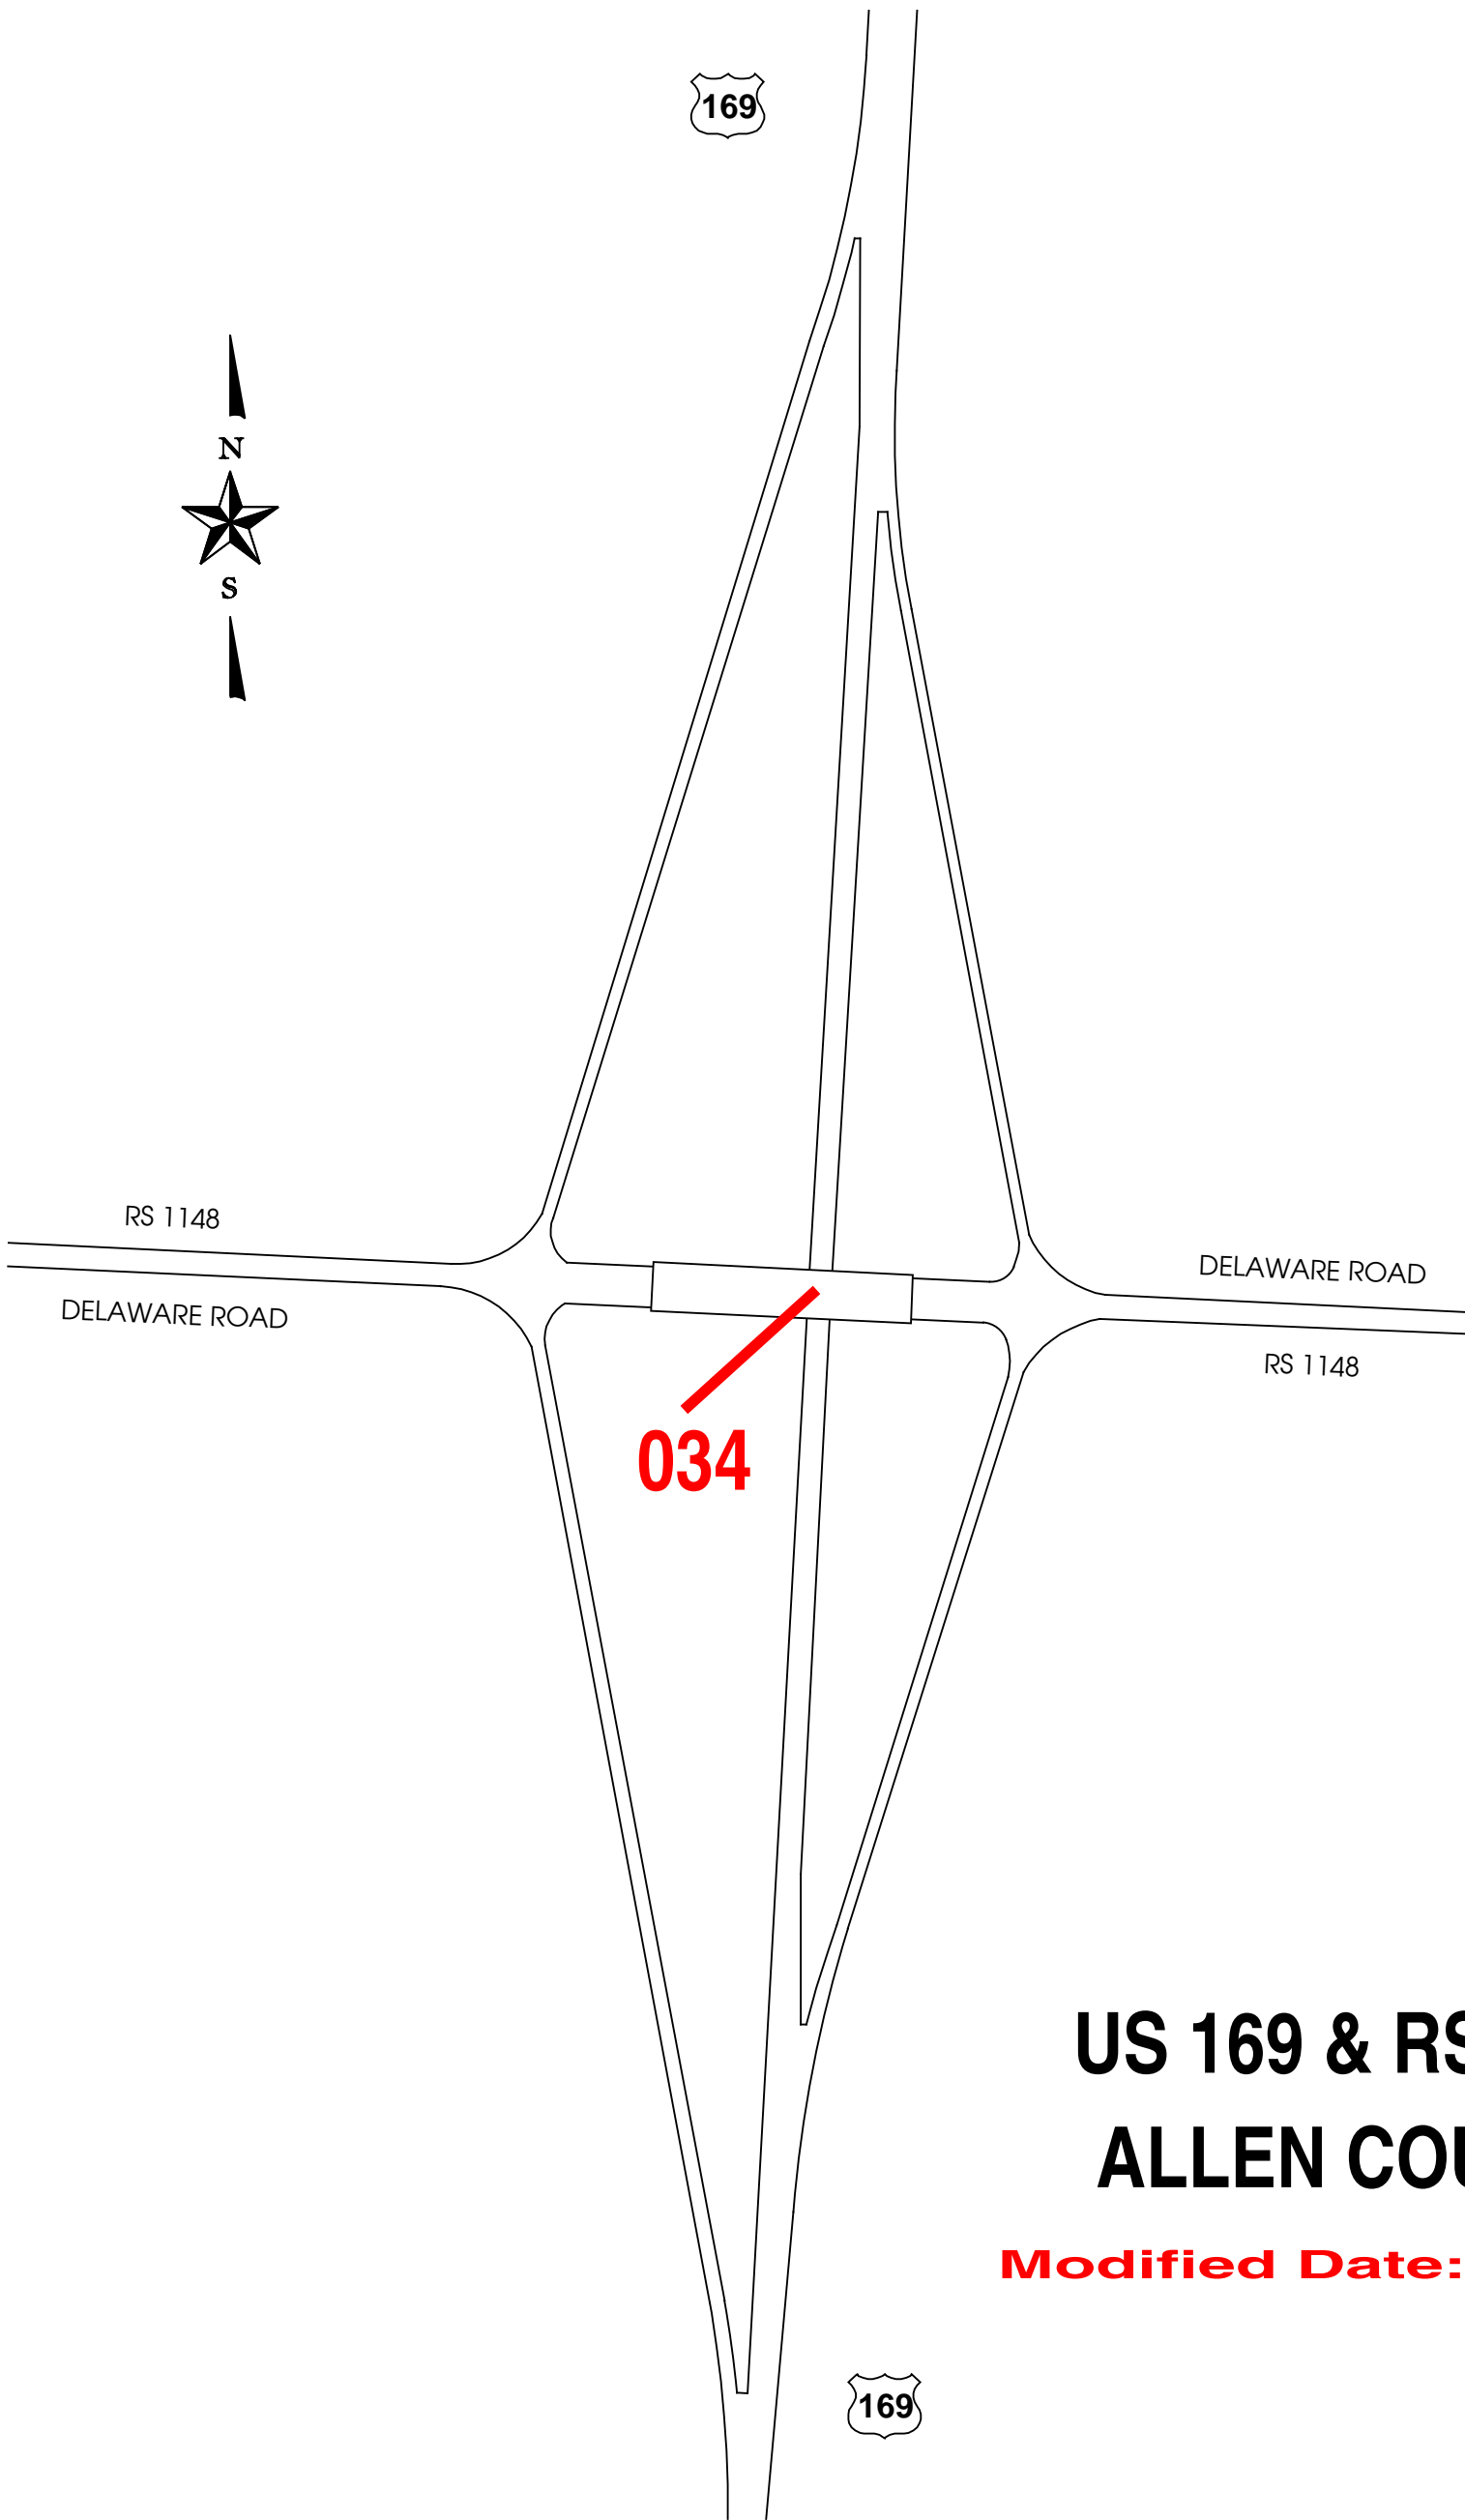 169
N
S
RS 1148
DELAWARE ROAD
DELAWARE ROAD
RS 1148
034
US 169 & RS
ALLEN COU
Modified Date:
169